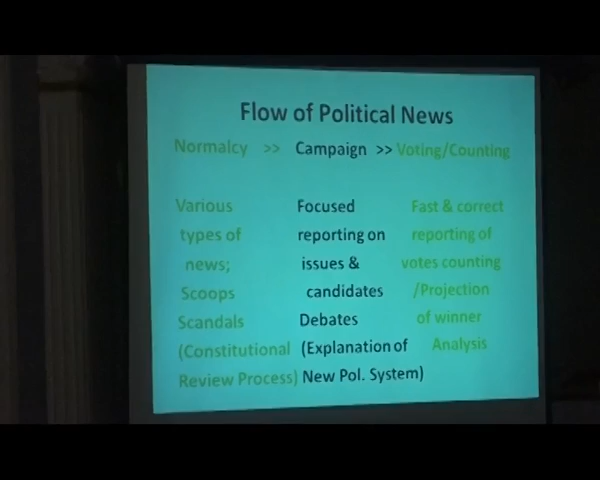 Flow of Political News
Normalcy >> Campaign >> Voting/Counting
Various Focused Fast & correct
types of reporting on reporting of
news; issues & votes counting
Scoops candidates /Projection
Scandals Debates of winner
(Constitutional (Explanation of Analysis
Review Process) New Pol. System)